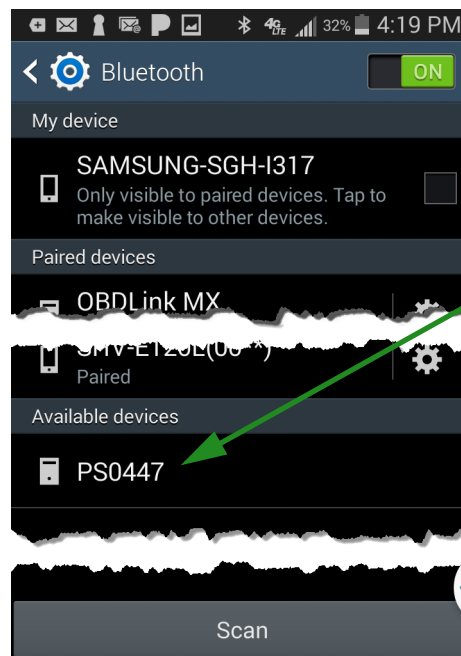 4G LTE 32% 4:19 PM
Bluetooth ON
My device
SAMSUNG-SGH-I317
Only visible to paired devices. Tap to
make visible to other devices.
Paired devices
OBDLink MX
Paired
Available devices
PS0447
Scan